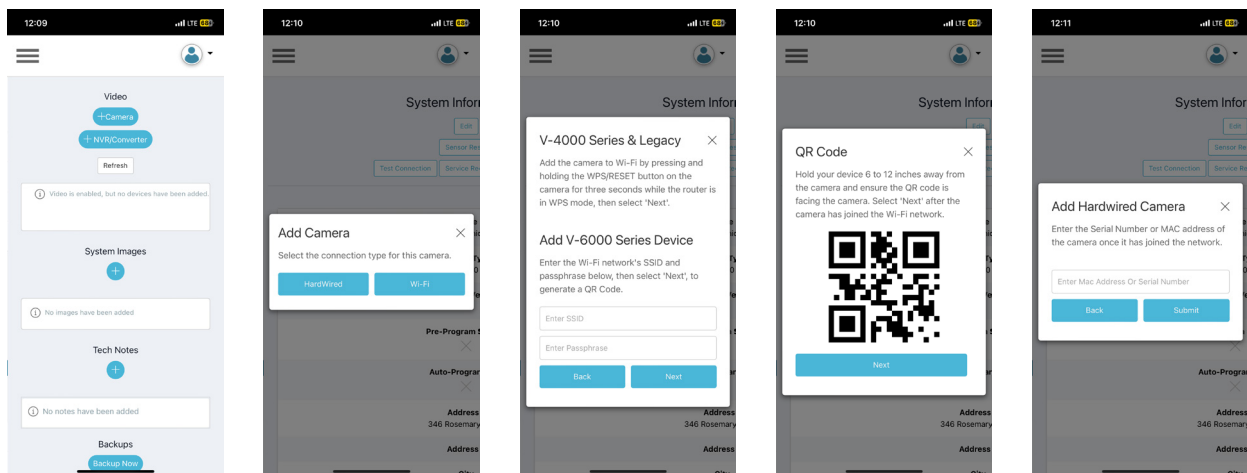 12:09
LTE 68
Video
+Camera
+ NVR/Converter
Refresh
Video is enabled, but no devices have been added.
System Images
No images have been added
Tech Notes
No notes have been added
Backups
Backup Now
12:10
LTE 68
System Infor
Edit
Sensor Re
Test Connection
Service Re
Add Camera
Select the connection type for this camera.
HardWired
Wi-Fi
Pre-Program S
Auto-Program
Address
346 Rosemary
Address
12:10
LTE 68
System Infor
V-4000 Series & Legacy
Add the camera to Wi-Fi by pressing and
holding the WPS/RESET button on the
camera for three seconds while the router is
in WPS mode, then select 'Next'.
Add V-6000 Series Device
Enter the Wi-Fi network's SSID and
passphrase below, then select 'Next', to
generate a QR Code.
Enter SSID
Enter Passphrase
Back
Next
Address
346 Rosemary
Address
12:10
LTE 68
System Infor
QR Code
Hold your device 6 to 12 inches away from
the camera and ensure the QR code is
facing the camera. Select 'Next' after the
camera has joined the Wi-Fi network.
Next
Address
346 Rosemary
Address
12:11
LTE 68
System Infor
Edit
Sensor Re
Test Connection
Service Re
Add Hardwired Camera
Enter the Serial Number or MAC address of
the camera once it has joined the network.
Enter Mac Address Or Serial Number
Back
Submit
Auto-Progra
Address
346 Rosemary
Address